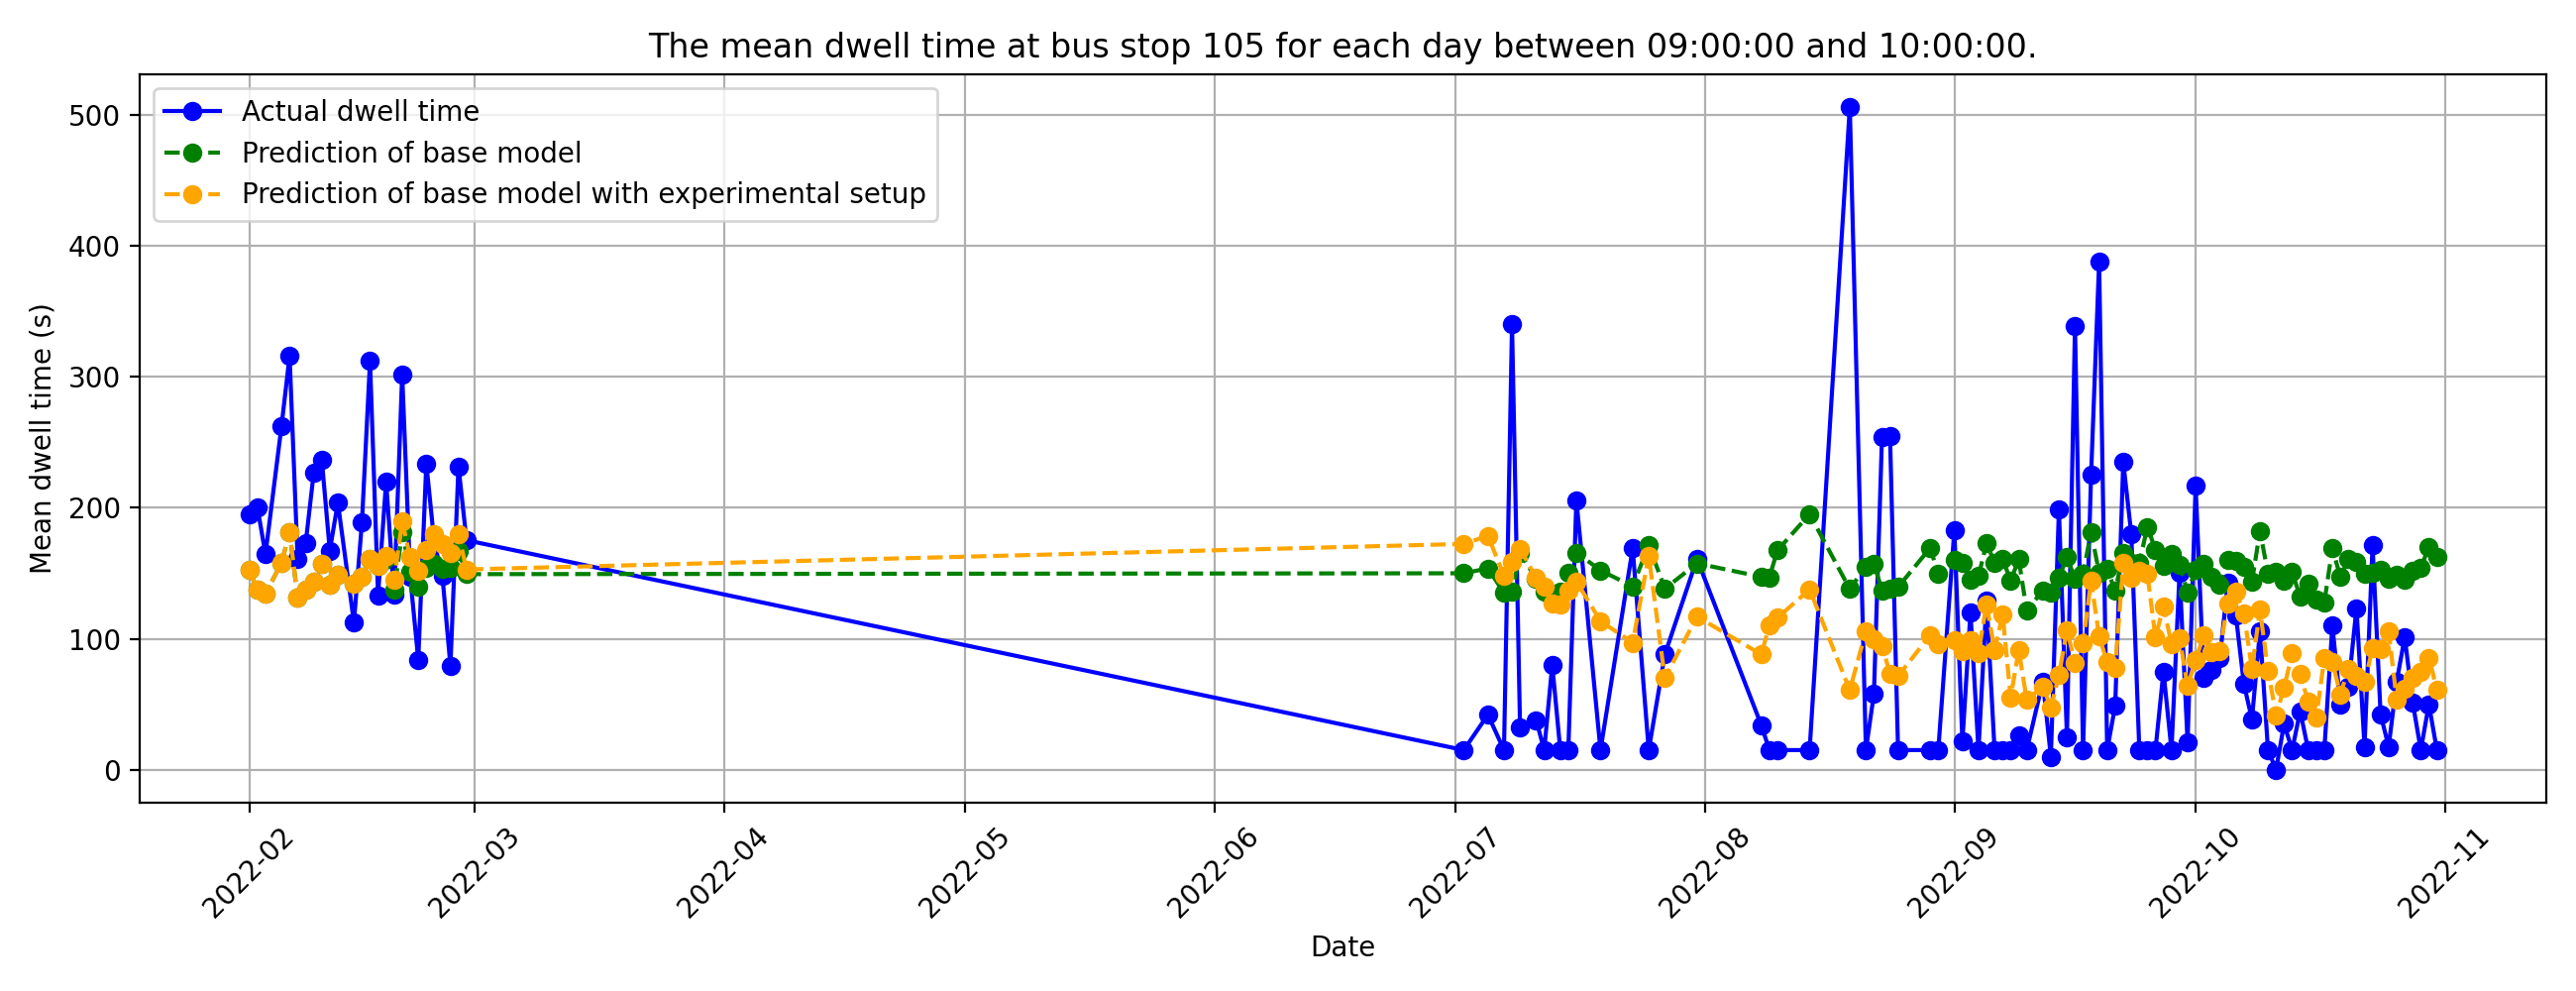 The mean dwell time at bus stop 105 for each day between 09:00:00 and 10:00:00.
Actual dwell time
Prediction of base model
Prediction of base model with experimental setup
Mean dwell time (s)
500
400
300
200
100
0
2022-02
2022-03
2022-04
2022-05
2022-06
2022-07
2022-08
2022-09
2022-10
2022-11
Date